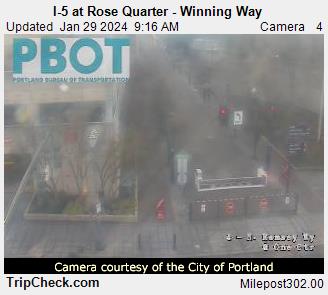 I-5 at Rose Quarter - Winning Way
Updated Jan 29 2024 9:16 AM Camera 4
PBOT
PORTLAND BUREAU OF TRANSPORTATION
Camera courtesy of the City of Portland
TripCheck.com Milepost302.00